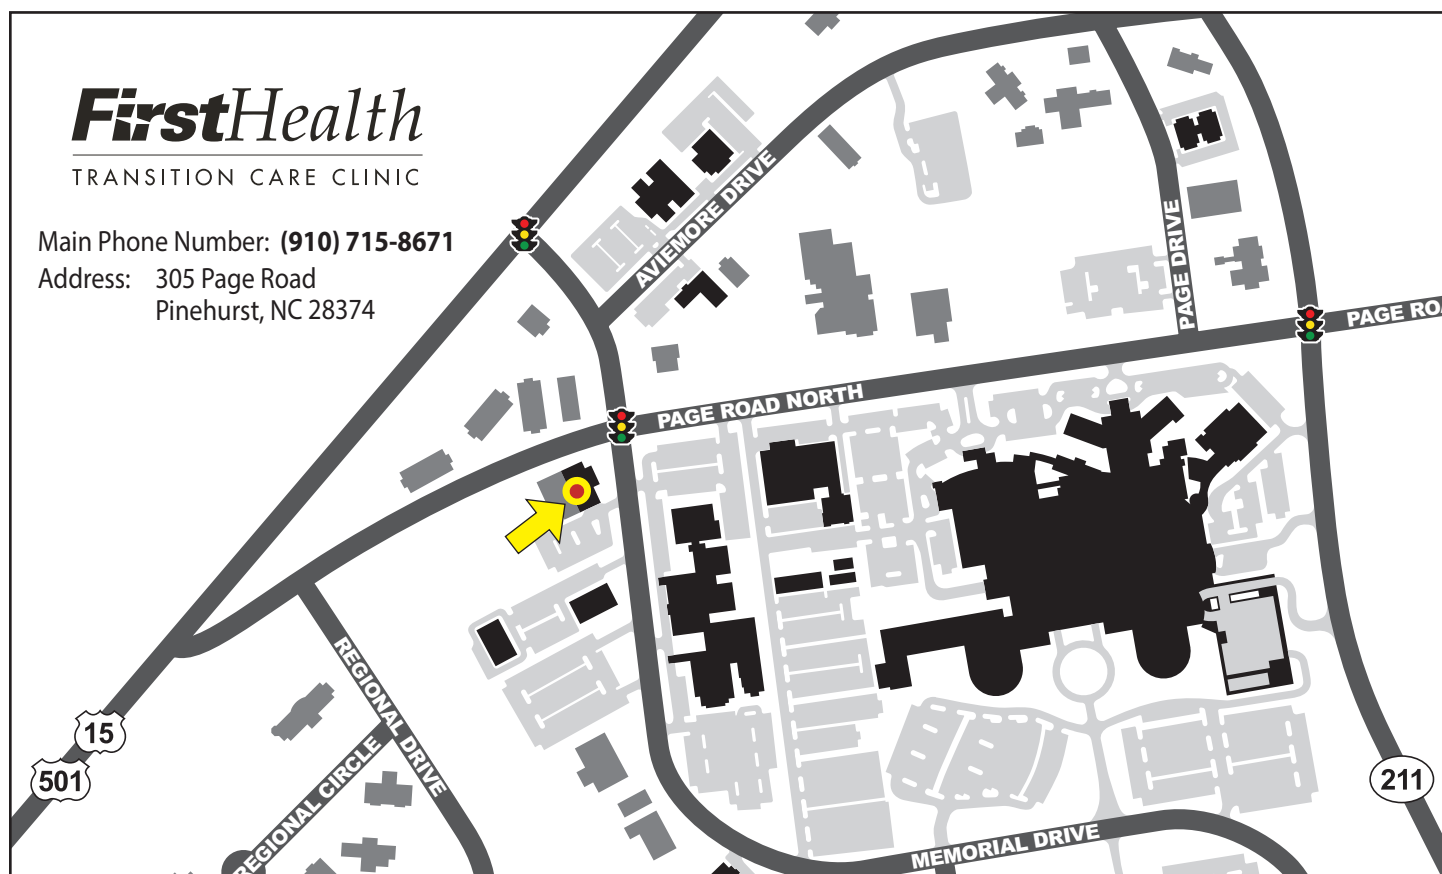 FirstHealth
TRANSITION CARE CLINIC
Main Phone Number: (910) 715-8671
Address: 305 Page Road
Pinehurst, NC 28374
AVIEMORE DRIVE
PAGE DRIVE
PAGE RO
PAGE ROAD NORTH
REGIONAL DRIVE
15
501
REGIONAL CIRCLE
211
MEMORIAL DRIVE